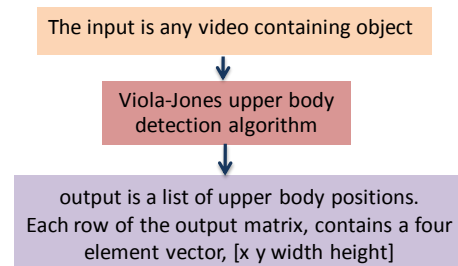 The input is any video containing object
Viola-Jones upper body
detection algorithm
output is a list of upper body positions.
Each row of the output matrix, contains a four
element vector, [x y width height]